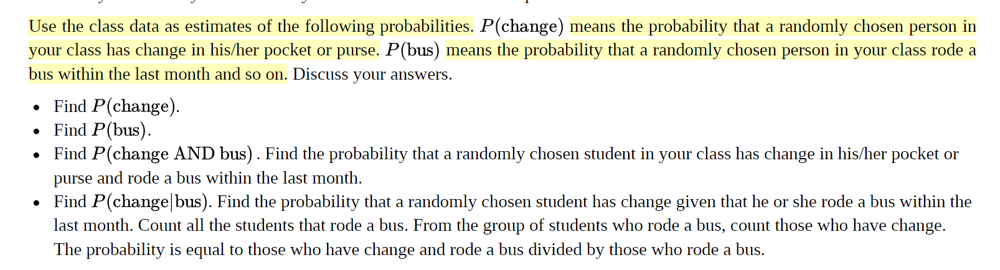 Use the class data as estimates of the following probabilities. P(change) means the probability that a randomly chosen person in
your class has change in his/her pocket or purse. P(bus) means the probability that a randomly chosen person in your class rode a
bus within the last month and so on. Discuss your answers.
• Find P(change).
• Find P(bus).
• Find P(change AND bus) . Find the probability that a randomly chosen student in your class has change in his/her pocket or
purse and rode a bus within the last month.
• Find P(change|bus). Find the probability that a randomly chosen student has change given that he or she rode a bus within the
last month. Count all the students that rode a bus. From the group of students who rode a bus, count those who have change.
The probability is equal to those who have change and rode a bus divided by those who rode a bus.